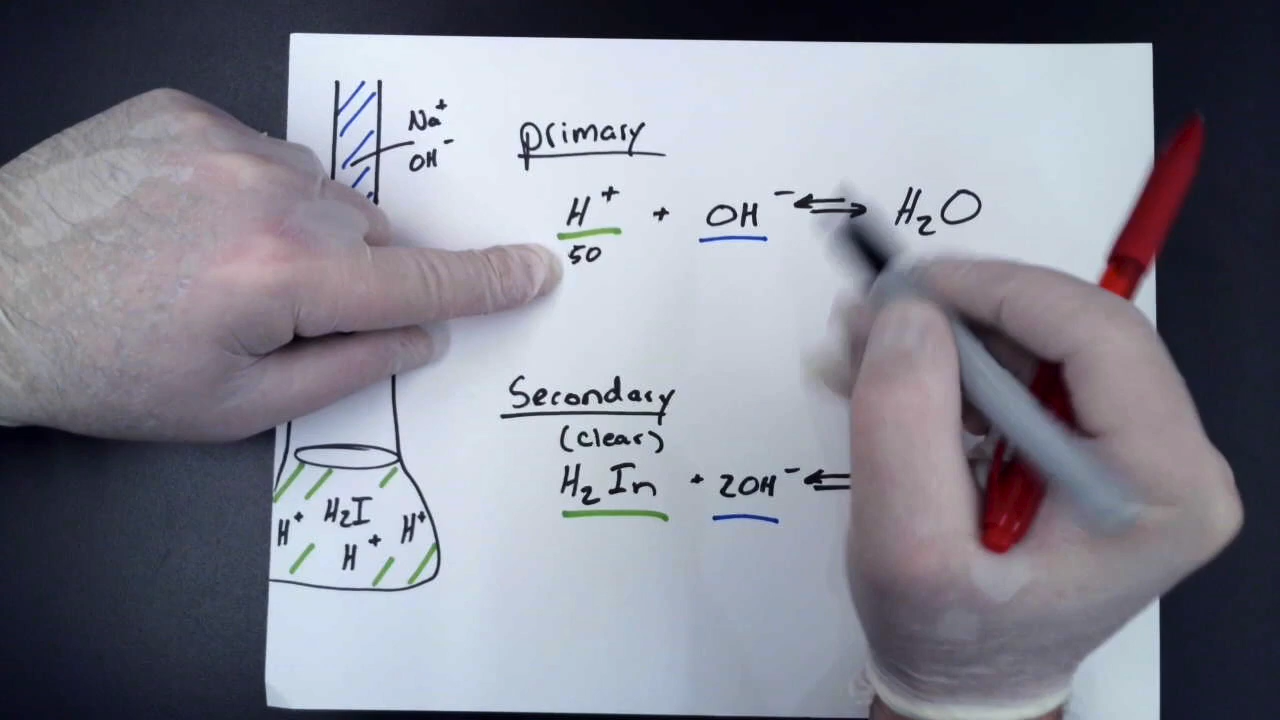 Na⁺
OH⁻
primary
H⁺ + OH⁻ ⇌ H₂O
50
Secondary
(clear)
H₂In + 2OH⁻ ⇌
H⁺ H₂I H⁺
H⁺